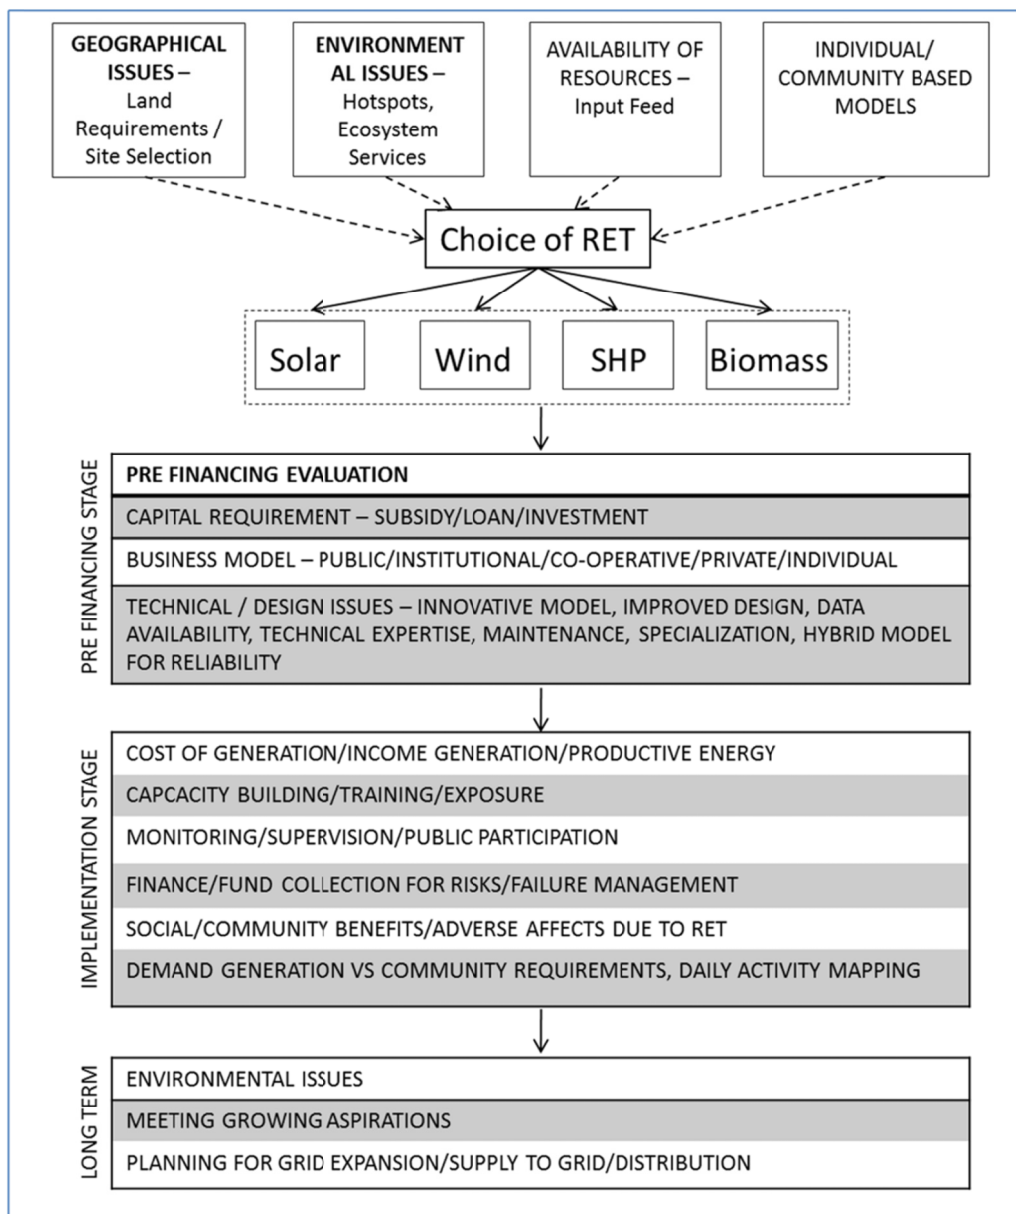 GEOGRAPHICAL
ISSUES –
Land
Requirements /
Site Selection
ENVIRONMENT
AL ISSUES –
Hotspots,
Ecosystem
Services
AVAILABILITY OF
RESOURCES –
Input Feed
INDIVIDUAL/
COMMUNITY BASED
MODELS
Choice of RET
Solar
Wind
SHP
Biomass
PRE FINANCING STAGE
PRE FINANCING EVALUATION
CAPITAL REQUIREMENT – SUBSIDY/LOAN/INVESTMENT
BUSINESS MODEL – PUBLIC/INSTITUTIONAL/CO-OPERATIVE/PRIVATE/INDIVIDUAL
TECHNICAL / DESIGN ISSUES – INNOVATIVE MODEL, IMPROVED DESIGN, DATA
AVAILABILITY, TECHNICAL EXPERTISE, MAINTENANCE, SPECIALIZATION, HYBRID MODEL
FOR RELIABILITY
IMPLEMENTATION STAGE
COST OF GENERATION/INCOME GENERATION/PRODUCTIVE ENERGY
CAPCACITY BUILDING/TRAINING/EXPOSURE
MONITORING/SUPERVISION/PUBLIC PARTICIPATION
FINANCE/FUND COLLECTION FOR RISKS/FAILURE MANAGEMENT
SOCIAL/COMMUNITY BENEFITS/ADVERSE AFFECTS DUE TO RET
DEMAND GENERATION VS COMMUNITY REQUIREMENTS, DAILY ACTIVITY MAPPING
LONG TERM
ENVIRONMENTAL ISSUES
MEETING GROWING ASPIRATIONS
PLANNING FOR GRID EXPANSION/SUPPLY TO GRID/DISTRIBUTION